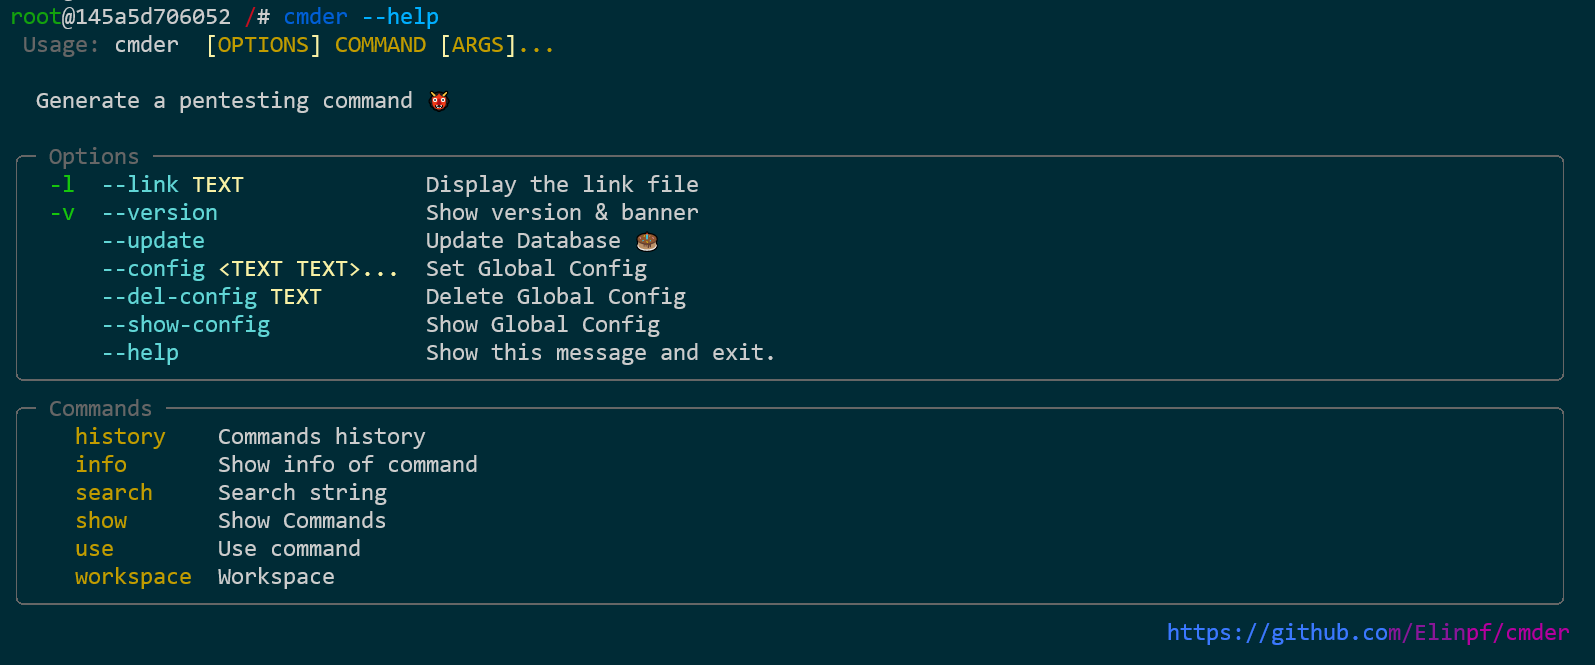 root@145a5d706052 /# cmder --help
Usage: cmder [OPTIONS] COMMAND [ARGS]...
Generate a pentesting command 👹
Options
-l --link TEXT Display the link file
-v --version Show version & banner
--update Update Database
--config <TEXT TEXT>... Set Global Config
--del-config TEXT Delete Global Config
--show-config Show Global Config
--help Show this message and exit.
Commands
history Commands history
info Show info of command
search Search string
show Show Commands
use Use command
workspace Workspace
https://github.com/Elinpf/cmder